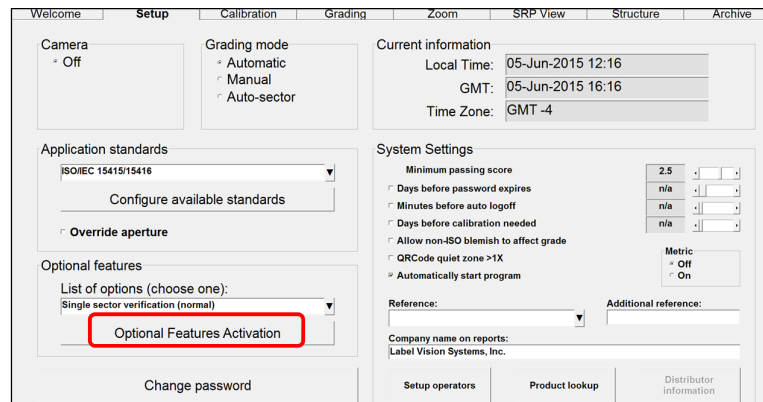 Welcome Setup Calibration Grading Zoom SRP View Structure Archive
Camera
Off
Grading mode
Automatic
Manual
Auto-sector
Current information
Local Time: 05-Jun-2015 12:16
GMT: 05-Jun-2015 16:16
Time Zone: GMT -4
Application standards
ISO/IEC 15415/15416
Configure available standards
Override aperture
Optional features
List of options (choose one):
Single sector verification (normal)
Optional Features Activation
Change password
System Settings
Minimum passing score 2.5
Days before password expires n/a
Minutes before auto logoff n/a
Days before calibration needed n/a
Allow non-ISO blemish to affect grade
QRCode quiet zone >1X
Automatically start program
Metric
Off
On
Reference: Additional reference:
Company name on reports:
Label Vision Systems, Inc.
Setup operators Product lookup Distributor
information